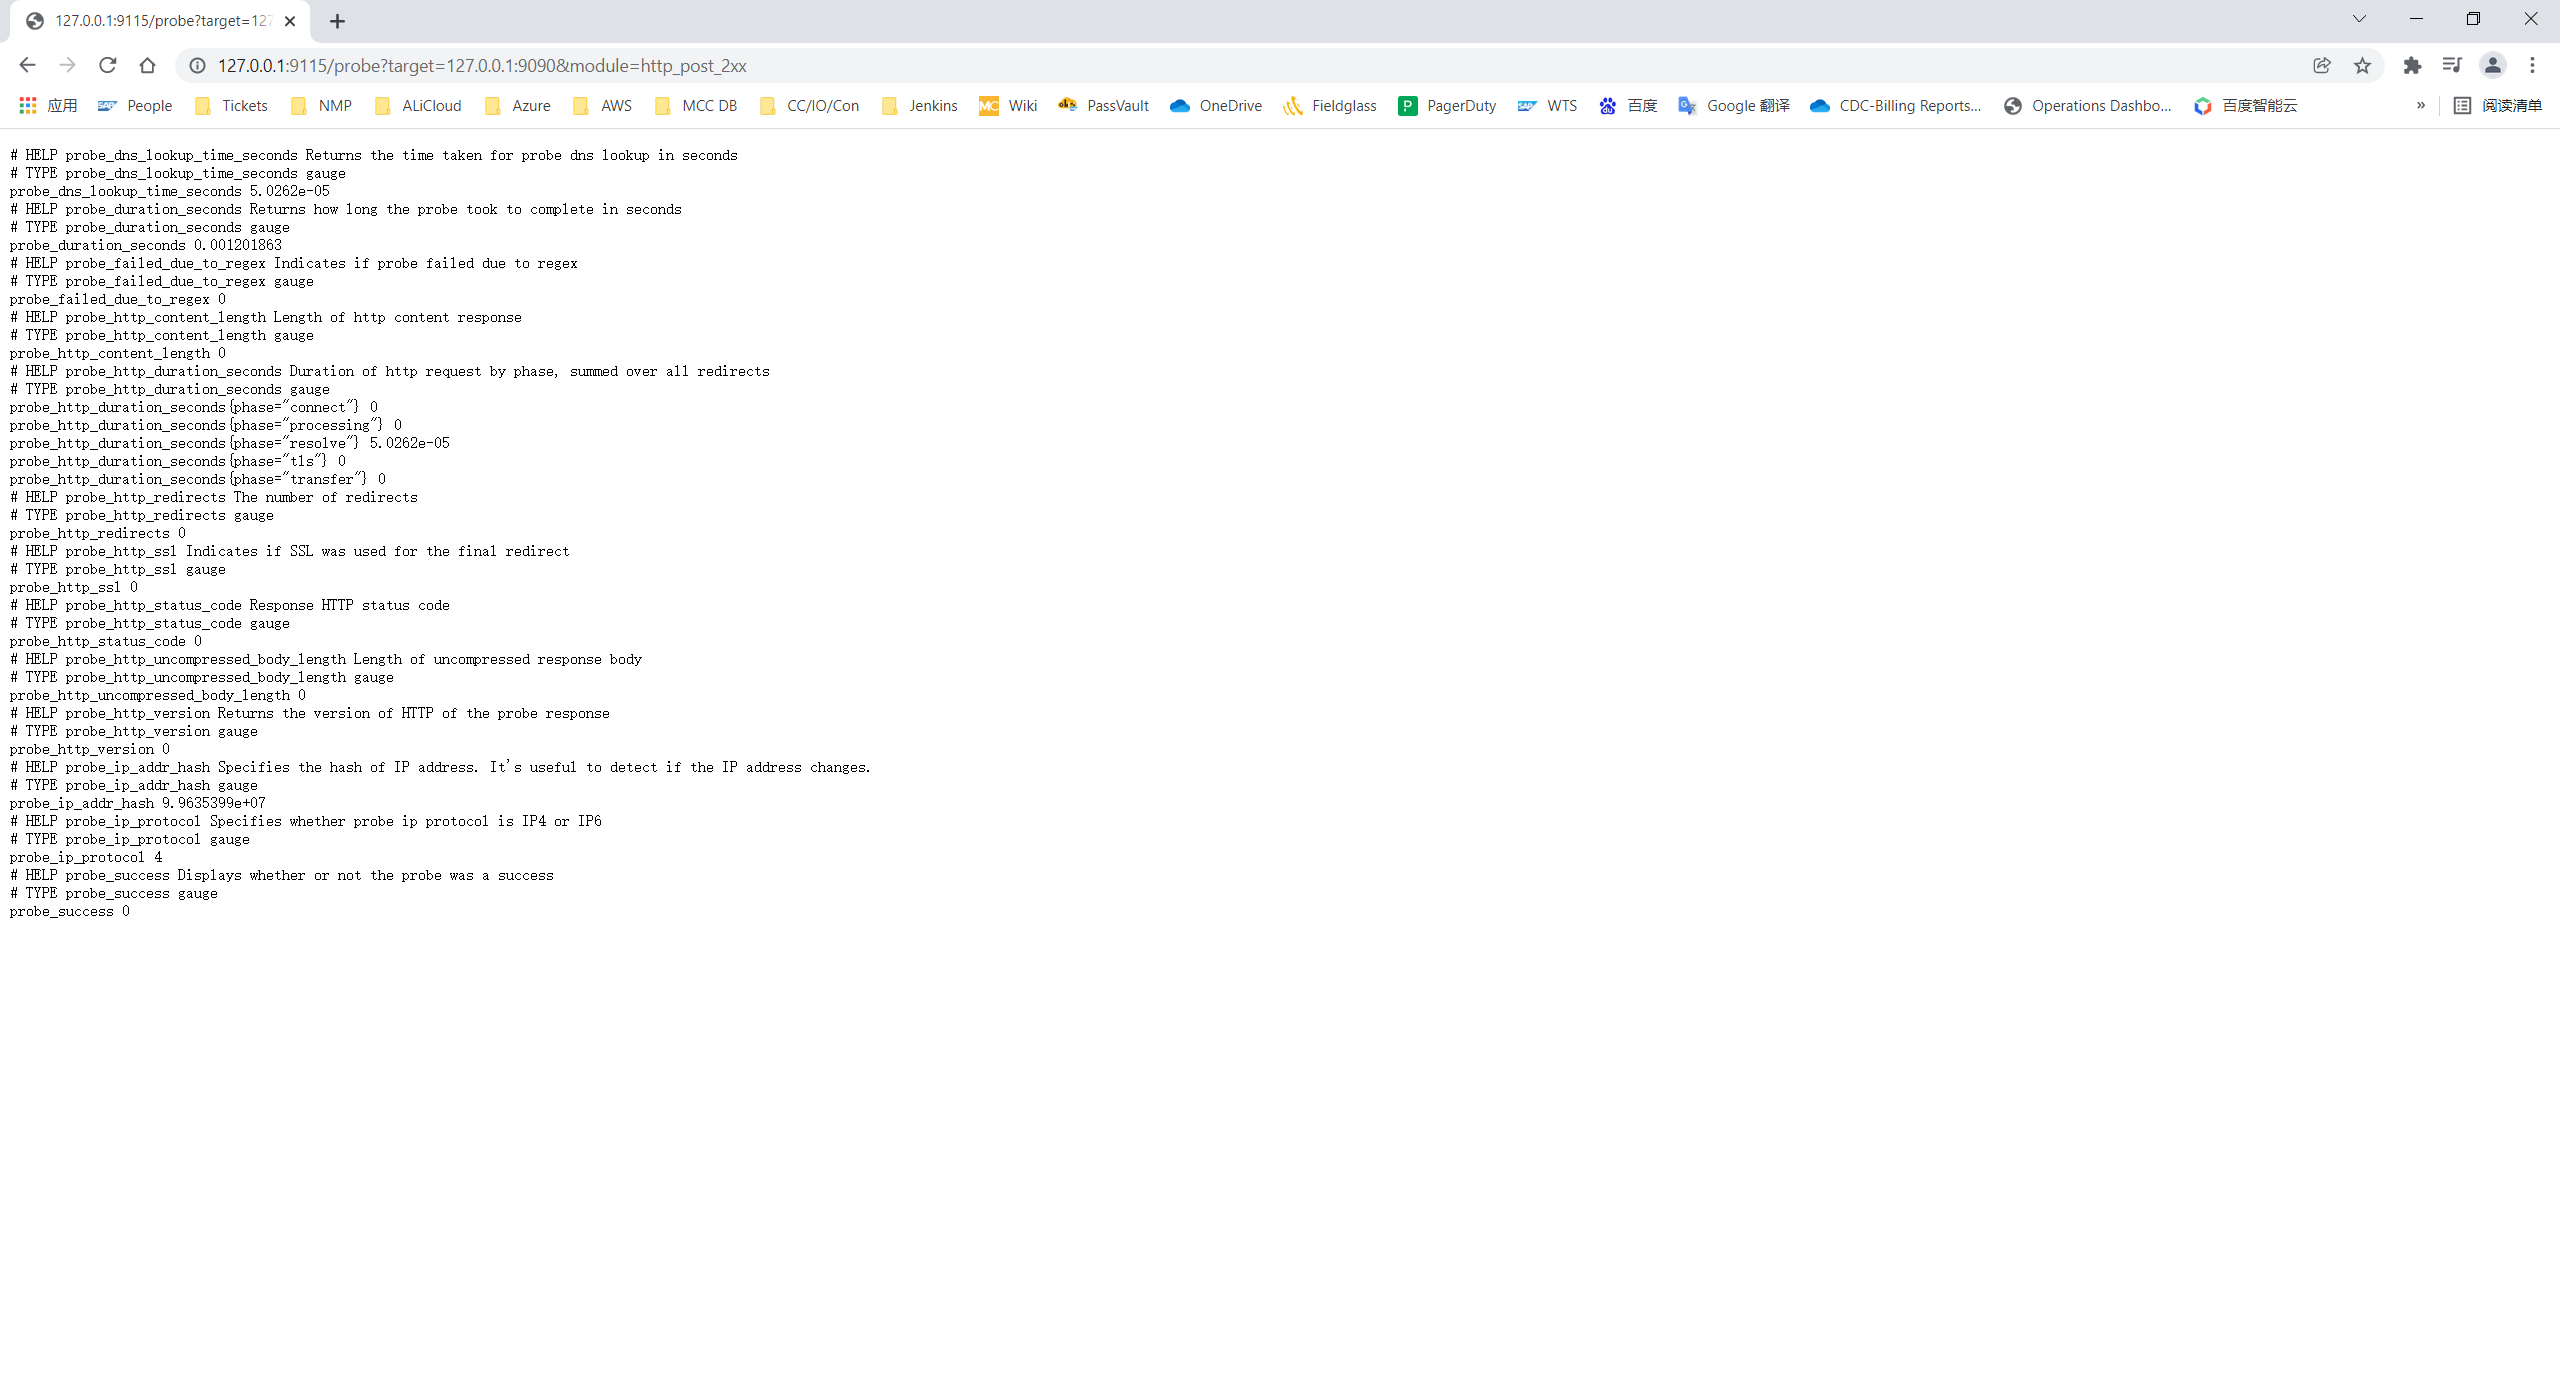 127.0.0.1:9115/probe?target=127
127.0.0.1:9115/probe?target=127.0.0.1:9090&module=http_post_2xx
应用 People Tickets NMP ALiCloud Azure AWS MCC DB CC/IO/Con Jenkins MC Wiki PassVault OneDrive Fieldglass P PagerDuty WTS 百度 Google 翻译 CDC-Billing Reports... Operations Dashbo... 百度智能云 » 阅读清单
# HELP probe_dns_lookup_time_seconds Returns the time taken for probe dns lookup in seconds
# TYPE probe_dns_lookup_time_seconds gauge
probe_dns_lookup_time_seconds 5.0262e-05
# HELP probe_duration_seconds Returns how long the probe took to complete in seconds
# TYPE probe_duration_seconds gauge
probe_duration_seconds 0.001201863
# HELP probe_failed_due_to_regex Indicates if probe failed due to regex
# TYPE probe_failed_due_to_regex gauge
probe_failed_due_to_regex 0
# HELP probe_http_content_length Length of http content response
# TYPE probe_http_content_length gauge
probe_http_content_length 0
# HELP probe_http_duration_seconds Duration of http request by phase, summed over all redirects
# TYPE probe_http_duration_seconds gauge
probe_http_duration_seconds{phase="connect"} 0
probe_http_duration_seconds{phase="processing"} 0
probe_http_duration_seconds{phase="resolve"} 5.0262e-05
probe_http_duration_seconds{phase="tls"} 0
probe_http_duration_seconds{phase="transfer"} 0
# HELP probe_http_redirects The number of redirects
# TYPE probe_http_redirects gauge
probe_http_redirects 0
# HELP probe_http_ssl Indicates if SSL was used for the final redirect
# TYPE probe_http_ssl gauge
probe_http_ssl 0
# HELP probe_http_status_code Response HTTP status code
# TYPE probe_http_status_code gauge
probe_http_status_code 0
# HELP probe_http_uncompressed_body_length Length of uncompressed response body
# TYPE probe_http_uncompressed_body_length gauge
probe_http_uncompressed_body_length 0
# HELP probe_http_version Returns the version of HTTP of the probe response
# TYPE probe_http_version gauge
probe_http_version 0
# HELP probe_ip_addr_hash Specifies the hash of IP address. It's useful to detect if the IP address changes.
# TYPE probe_ip_addr_hash gauge
probe_ip_addr_hash 9.9635399e+07
# HELP probe_ip_protocol Specifies whether probe ip protocol is IP4 or IP6
# TYPE probe_ip_protocol gauge
probe_ip_protocol 4
# HELP probe_success Displays whether or not the probe was a success
# TYPE probe_success gauge
probe_success 0